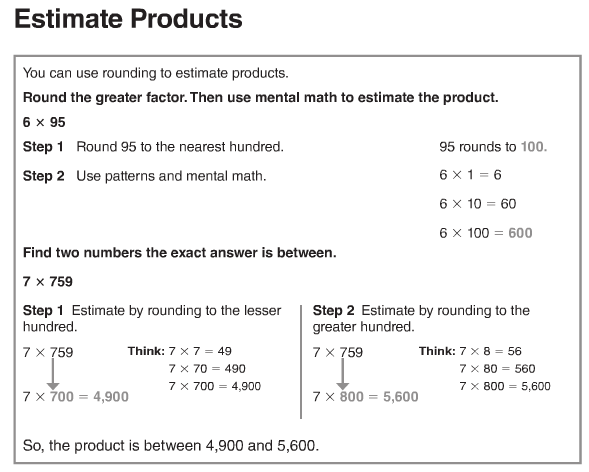 Estimate Products
You can use rounding to estimate products.
Round the greater factor. Then use mental math to estimate the product.
6 × 95
Step 1 Round 95 to the nearest hundred. 95 rounds to 100.
Step 2 Use patterns and mental math. 6 × 1 = 6
6 × 10 = 60
6 × 100 = 600
Find two numbers the exact answer is between.
7 × 759
Step 1 Estimate by rounding to the lesser
hundred.
7 × 759 Think: 7 × 7 = 49
7 × 70 = 490
7 × 700 = 4,900
7 × 700 = 4,900
Step 2 Estimate by rounding to the
greater hundred.
7 × 759 Think: 7 × 8 = 56
7 × 80 = 560
7 × 800 = 5,600
7 × 800 = 5,600
So, the product is between 4,900 and 5,600.